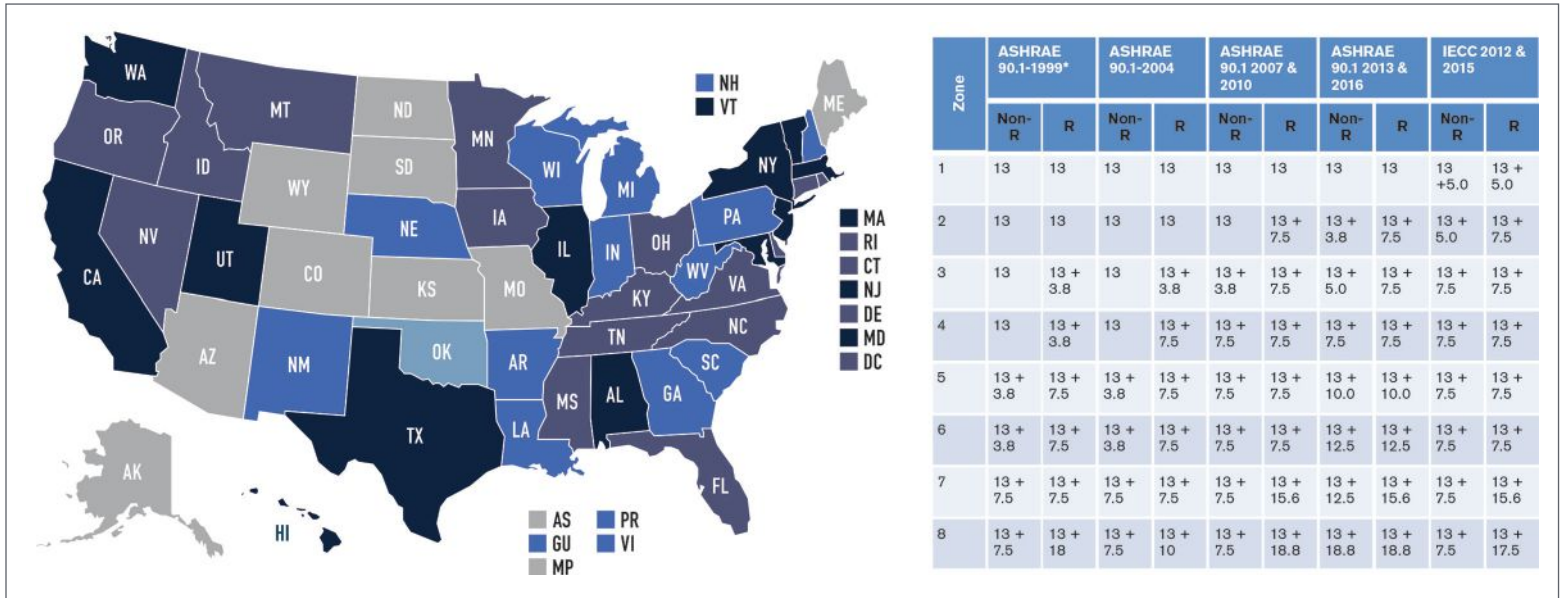 WA
MT
ND
NH
VT
ME
OR
ID
MN
SD
WY
WI
MI
NY
NV
UT
CA
NE
IA
CO
KS
MO
IL
IN
OH
PA
WV
VA
KY
NC
TN
MA
RI
CT
NJ
DE
MD
DC
AZ
NM
OK
AR
SC
MS
AL
GA
TX
LA
FL
AK
HI
AS
GU
MP
PR
VI
Zone
ASHRAE 90.1-1999*
ASHRAE 90.1-2004
ASHRAE 90.1 2007 & 2010
ASHRAE 90.1 2013 & 2016
IECC 2012 & 2015
Non-R R Non-R R Non-R R Non-R R Non-R R
1 13 13 13 13 13 13 13 13 13 +5.0 13 + 5.0
2 13 13 13 13 13 13 + 7.5 13 + 3.8 13 + 7.5 13 + 5.0 13 + 7.5
3 13 13 + 3.8 13 13 + 3.8 13 + 3.8 13 + 7.5 13 + 5.0 13 + 7.5 13 + 7.5 13 + 7.5
4 13 13 + 3.8 13 13 + 7.5 13 + 7.5 13 + 7.5 13 + 7.5 13 + 7.5 13 + 7.5 13 + 7.5
5 13 + 3.8 13 + 7.5 13 + 3.8 13 + 7.5 13 + 7.5 13 + 7.5 13 + 10.0 13 + 10.0 13 + 7.5 13 + 7.5
6 13 + 3.8 13 + 7.5 13 + 3.8 13 + 7.5 13 + 7.5 13 + 7.5 13 + 12.5 13 + 12.5 13 + 7.5 13 + 7.5
7 13 + 7.5 13 + 7.5 13 + 7.5 13 + 7.5 13 + 7.5 13 + 15.6 13 + 12.5 13 + 15.6 13 + 7.5 13 + 15.6
8 13 + 7.5 13 + 18 13 + 7.5 13 + 10 13 + 7.5 13 + 18.8 13 + 18.8 13 + 18.8 13 + 7.5 13 + 17.5